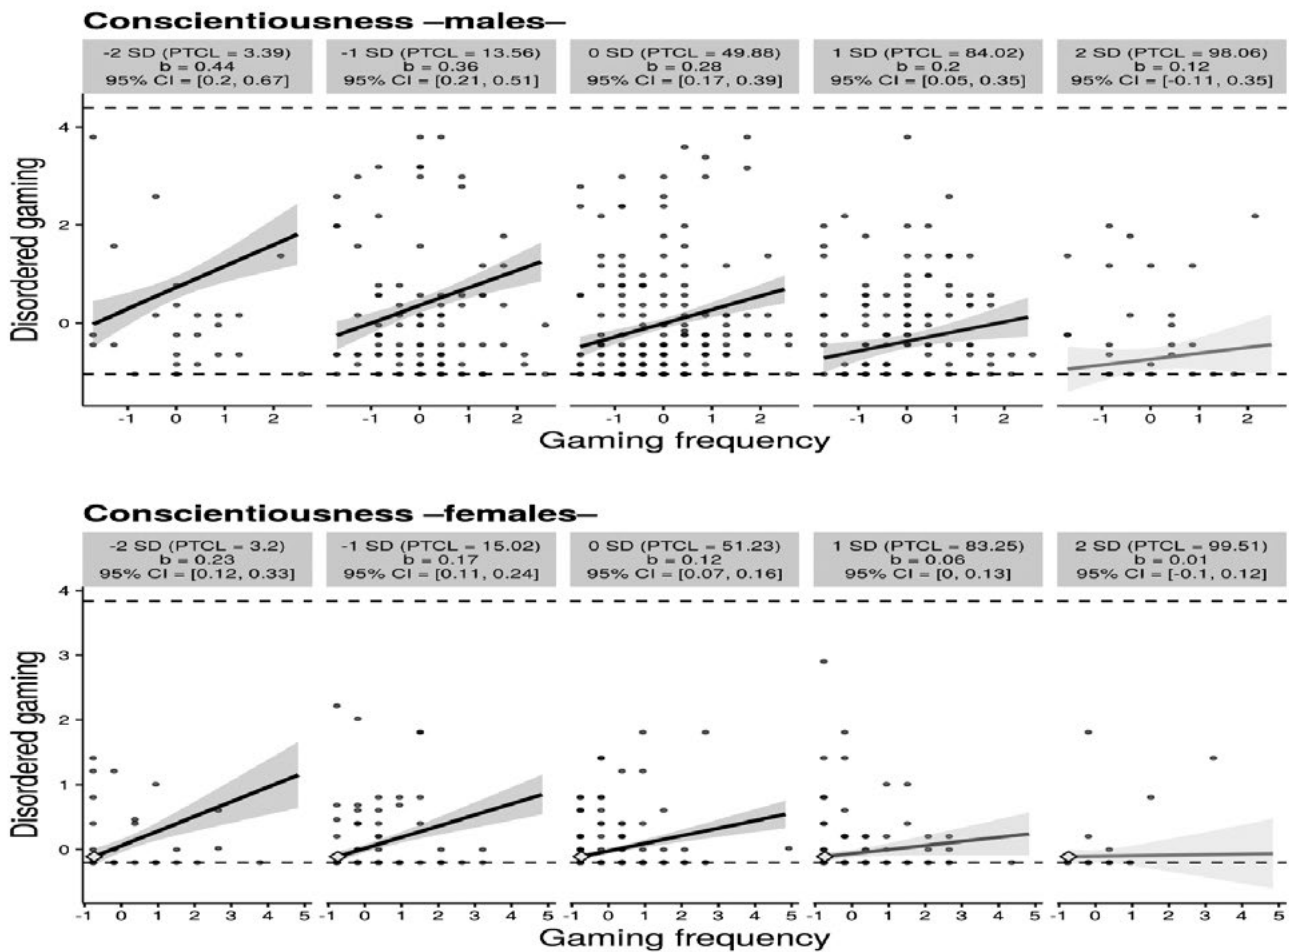 Conscientiousness –males–
-2 SD (PTCL = 3.39)
b = 0.44
95% CI = [0.2, 0.67]
-1 SD (PTCL = 13.56)
b = 0.36
95% CI = [0.21, 0.51]
0 SD (PTCL = 49.88)
b = 0.28
95% CI = [0.17, 0.39]
1 SD (PTCL = 84.02)
b = 0.2
95% CI = [0.05, 0.35]
2 SD (PTCL = 98.06)
b = 0.12
95% CI = [-0.11, 0.35]
Disordered gaming
4
2
0
-1 0 1 2
-1 0 1 2
-1 0 1 2
-1 0 1 2
-1 0 1 2
Gaming frequency
Conscientiousness –females–
-2 SD (PTCL = 3.2)
b = 0.23
95% CI = [0.12, 0.33]
-1 SD (PTCL = 15.02)
b = 0.17
95% CI = [0.11, 0.24]
0 SD (PTCL = 51.23)
b = 0.12
95% CI = [0.07, 0.16]
1 SD (PTCL = 83.25)
b = 0.06
95% CI = [0, 0.13]
2 SD (PTCL = 99.51)
b = 0.01
95% CI = [-0.1, 0.12]
Disordered gaming
4
3
2
1
0
-1 0 1 2 3 4 5
-1 0 1 2 3 4 5
-1 0 1 2 3 4 5
-1 0 1 2 3 4 5
-1 0 1 2 3 4 5
Gaming frequency